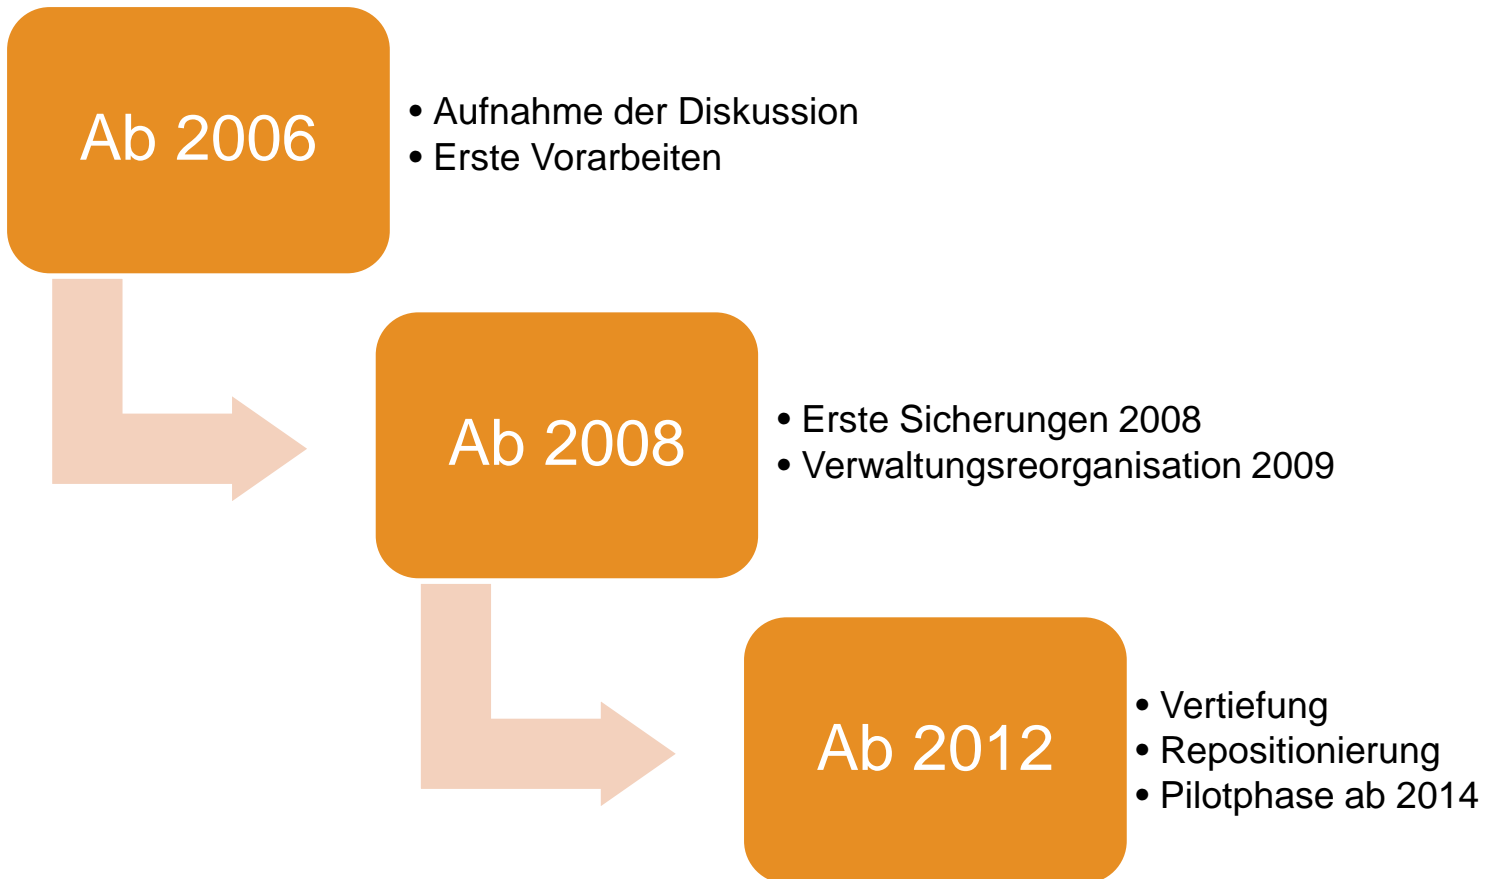 Ab 2006
• Aufnahme der Diskussion
• Erste Vorarbeiten
Ab 2008
• Erste Sicherungen 2008
• Verwaltungsreorganisation 2009
Ab 2012
• Vertiefung
• Repositionierung
• Pilotphase ab 2014